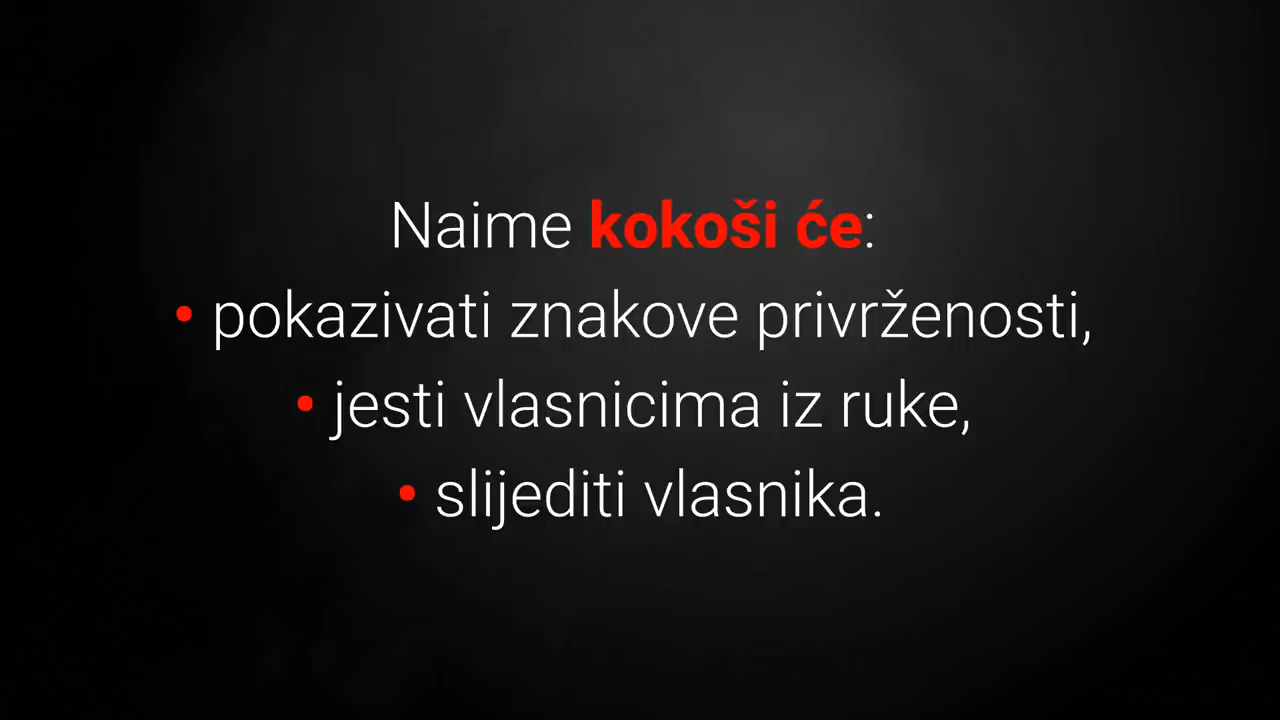 Naime kokoši će:
• pokazivati znakove privrženosti,
• jesti vlasnicima iz ruke,
• slijediti vlasnika.